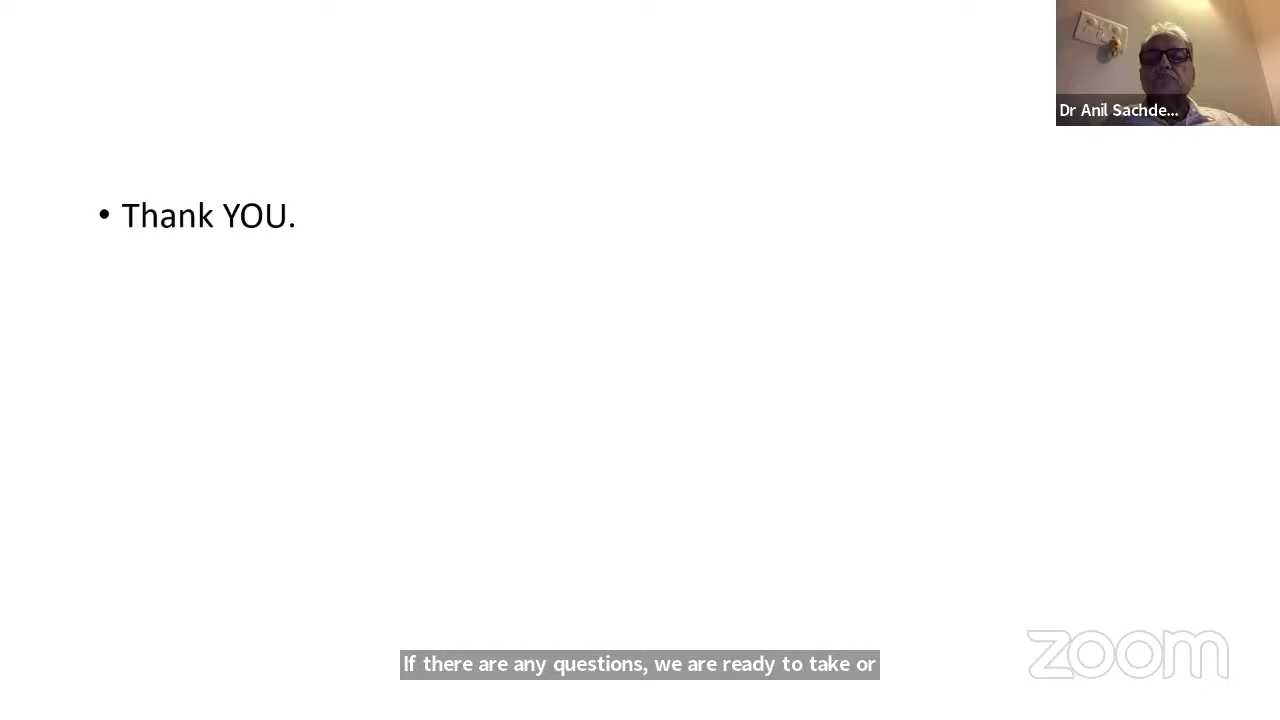 Dr Anil Sachde...
• Thank YOU.
If there are any questions, we are ready to take or
zoom